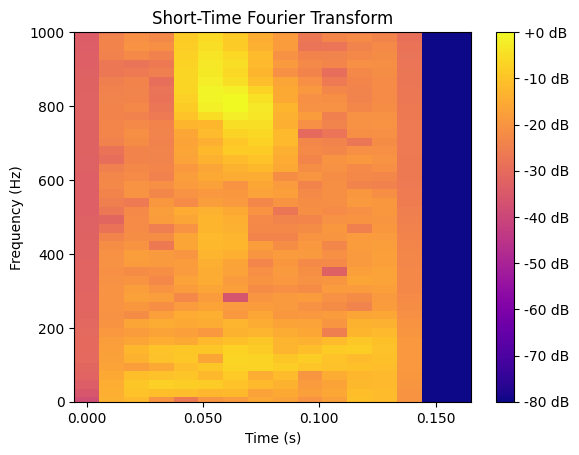 Short-Time Fourier Transform
1000
800
600
400
200
0
Frequency (Hz)
0.000
0.050
0.100
0.150
Time (s)
+0 dB
-10 dB
-20 dB
-30 dB
-40 dB
-50 dB
-60 dB
-70 dB
-80 dB